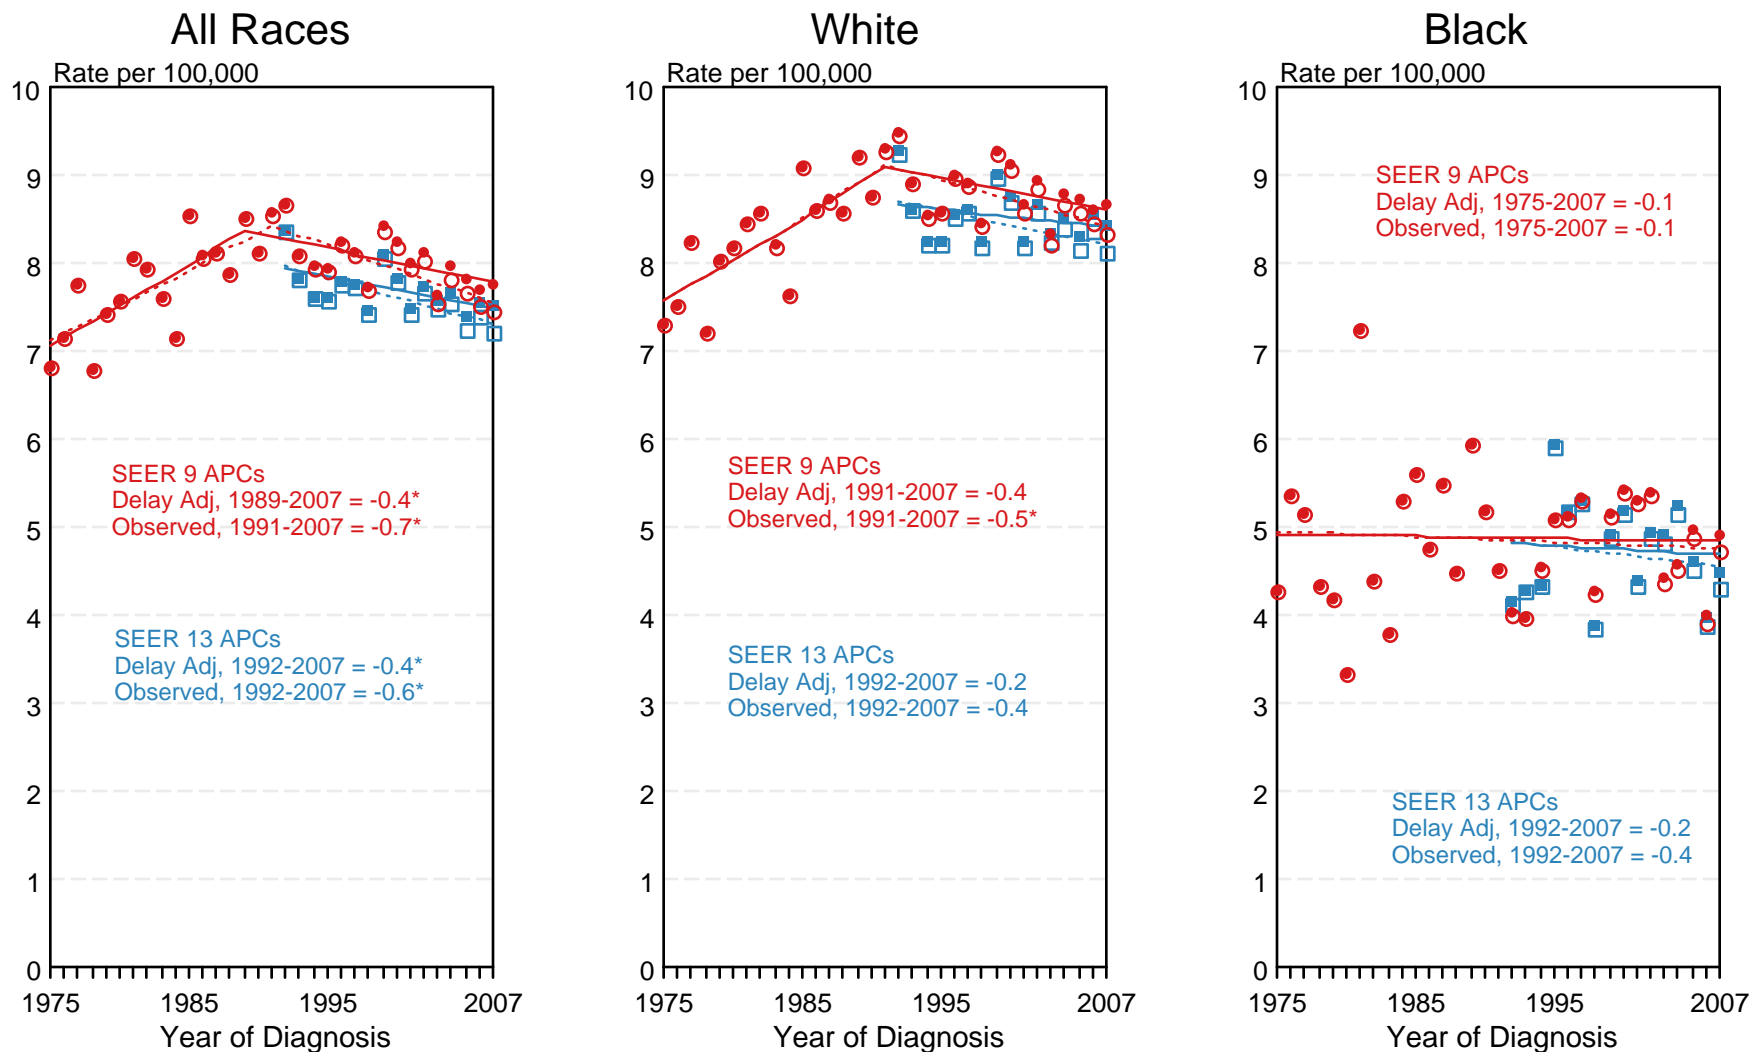 All Races
Rate per 100,000
10
9
8
7
6
5
4
3
2
1
0
SEER 9 APCs
Delay Adj, 1989-2007 = -0.4*
Observed, 1991-2007 = -0.7*
SEER 13 APCs
Delay Adj, 1992-2007 = -0.4*
Observed, 1992-2007 = -0.6*
1975 1985 1995 2007
Year of Diagnosis
White
Rate per 100,000
10
9
8
7
6
5
4
3
2
1
0
SEER 9 APCs
Delay Adj, 1991-2007 = -0.4
Observed, 1991-2007 = -0.5*
SEER 13 APCs
Delay Adj, 1992-2007 = -0.2
Observed, 1992-2007 = -0.4
1975 1985 1995 2007
Year of Diagnosis
Black
Rate per 100,000
10
9
8
7
6
5
4
3
2
1
0
SEER 9 APCs
Delay Adj, 1975-2007 = -0.1
Observed, 1975-2007 = -0.1
SEER 13 APCs
Delay Adj, 1992-2007 = -0.2
Observed, 1992-2007 = -0.4
1975 1985 1995 2007
Year of Diagnosis